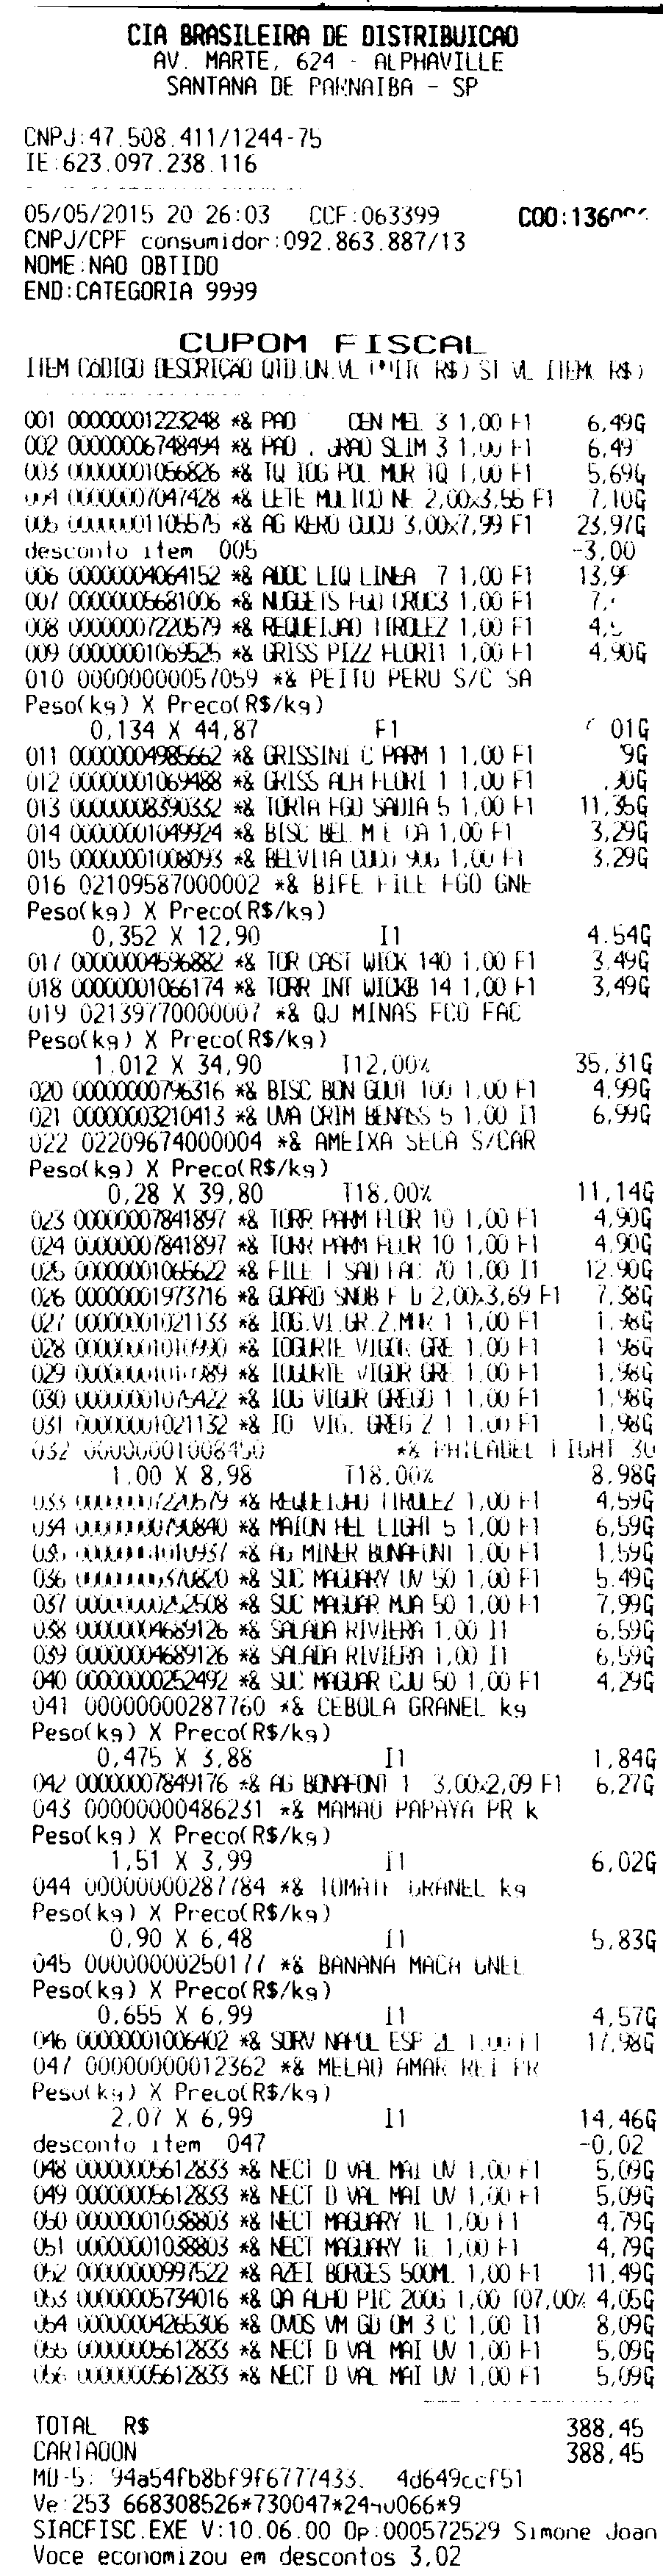 CIA BRASILEIRA DE DISTRIBUICAO
AV. MARTE, 624 - ALPHAVILLE
SANTANA DE PARNAIBA - SP
CNPJ:47.508.411/1244-75
IE:623.097.238.116
05/05/2015 20:26:03 CCF:063399 COO:136
CNPJ/CPF consumidor:092.863.887/13
NOME:NAO OBTIDO
END:CATEGORIA 9999
CUPOM FISCAL
ITEM CÓDIGO DESCRIÇÃO QTD.UN.VL R$) ST VL ITEM( R$)
001 00000001223248 *& PAO CEN MEL 3 1,00 F1 6,49G
002 00000006748494 *& PAO GRAO SLIM 3 1,00 F1 6,49
003 00000001056826 *& IQ IOG POL MOR IQ 1,00 F1 5,69G
004 00000007047428 *& LEITE MOLICO NE 2,00x3,55 F1 7,10G
005 00000001105575 *& AG KERO COCO 3,00x7,99 F1 23,97G
desconto item 005 -3,00
006 00000004064152 *& ADOC LIQ LINEA 7 1,00 F1 13,9
007 00000005681006 *& NUGGETS FGO CROC3 1,00 F1 7,
008 00000007220579 *& REQUEIJAO TIROLEZ 1,00 F1 4,5
009 00000001069525 *& GRISS PIZZ FLORI1 1,00 F1 4,90G
010 00000000057059 *& PEITO PERU S/C SA
Peso(kg) X Preco(R$/kg)
0,134 X 44,87 F1 01G
011 00000004985662 *& GRISSINI C PARM 1 1,00 F1 9G
012 00000001069488 *& GRISS ALH FLORI 1 1,00 F1 ,90G
013 00000008390332 *& TORTA FGO SADIA 5 1,00 F1 11,35G
014 00000001049924 *& BISC BEL M E CA 1,00 F1 3,29G
015 00000001008093 *& BELVITA COCO 90G 1,00 F1 3,29G
016 02109587000002 *& BIFE FILE FGO GNE
Peso(kg) X Preco(R$/kg)
0,352 X 12,90 I1 4,54G
017 00000004596882 *& TOR CAST WICK 140 1,00 F1 3,49G
018 00000001066174 *& TORR INT WICKB 14 1,00 F1 3,49G
019 02139770000007 *& QJ MINAS FCO FAC
Peso(kg) X Preco(R$/kg)
1,012 X 34,90 T12,00% 35,31G
020 00000000796316 *& BISC BON GOUT 100 1,00 F1 4,99G
021 00000003210413 *& UVA CRIM BENASS 5 1,00 I1 6,99G
022 02209674000004 *& AMEIXA SECA S/CAR
Peso(kg) X Preco(R$/kg)
0,28 X 39,80 T18,00% 11,14G
023 00000007841897 *& TORR PARM FLOR 10 1,00 F1 4,90G
024 00000007841897 *& TORR PARM FLOR 10 1,00 F1 4,90G
025 00000001065622 *& FILE T SAD FAC 70 1,00 I1 12,90G
026 00000001973716 *& GUARD SNOB F D 2,00x3,69 F1 7,38G
027 00000001021133 *& IOG.VI.GR.Z.MOR 1 1,00 F1 1,98G
028 00000001010990 *& IOGURTE VIGOR GRE 1,00 F1 1,98G
029 *& IOGURTE VIGOR GRE 1,00 F1 1,98G
030 00000001075422 *& IOG VIGOR GREGO 1 1,00 F1 1,98G
031 00000001021132 *& IO VIG. GREG Z 1 1,00 F1 1,98G
032 00000001008450 *& PHILADEL LIGHT 30
1,00 X 8,98 T18,00% 8,98G
033 00000007220579 *& REQUEIJAO TIROLEZ 1,00 F1 4,59G
034 00000000790840 *& MAION HEL LIGHT 5 1,00 F1 6,59G
035 00000001010937 *& AG MINER BONAFONT 1,00 F1 1,59G
036 00000000370820 *& SUC MAGUARY UV 50 1,00 F1 5,49G
037 00000000252508 *& SUC MAGUAR MJA 50 1,00 F1 7,99G
038 00000004689126 *& SALADA RIVIERA 1,00 I1 6,59G
039 00000004689126 *& SALADA RIVIERA 1,00 I1 6,59G
040 00000000252492 *& SUC MAGUAR CJU 50 1,00 F1 4,29G
041 00000000287760 *& CEBOLA GRANEL kg
Peso(kg) X Preco(R$/kg)
0,475 X 3,88 I1 1,84G
042 00000007849176 *& AG BONAFONT 1 3,00x2,09 F1 6,27G
043 00000000486231 *& MAMAO PAPAYA PR k
Peso(kg) X Preco(R$/kg)
1,51 X 3,99 I1 6,02G
044 00000000287784 *& TOMATE GRANEL kg
Peso(kg) X Preco(R$/kg)
0,90 X 6,48 I1 5,83G
045 00000000250177 *& BANANA MACA GNEL
Peso(kg) X Preco(R$/kg)
0,655 X 6,99 I1 4,57G
046 00000001006402 *& SORV NAPOL ESP 2L 1,00 F1 17,98G
047 00000000012362 *& MELAO AMAR REI PR
Peso(kg) X Preco(R$/kg)
2,07 X 6,99 I1 14,46G
desconto item 047 -0,02
048 00000005612833 *& NECT D VAL MAI UV 1,00 F1 5,09G
049 00000005612833 *& NECT D VAL MAI UV 1,00 F1 5,09G
050 00000001038803 *& NECT MAGUARY 1L 1,00 F1 4,79G
051 00000001038803 *& NECT MAGUARY 1L 1,00 F1 4,79G
052 00000000997522 *& AZEI BORGES 500ML 1,00 F1 11,49G
053 00000005734016 *& QA ALHO PIC 200G 1,00 T07,00% 4,05G
054 00000004265306 *& OVOS VM GD OM 3 C 1,00 I1 8,09G
055 00000005612833 *& NECT D VAL MAI UV 1,00 F1 5,09G
056 00000005612833 *& NECT D VAL MAI UV 1,00 F1 5,09G
TOTAL R$ 388,45
CARTAOON 388,45
MD-5: 94a54fb8bf9f6777433. 4d649ccf51
Ve:253 668308526*730047*24 0066*9
SIACFISC.EXE V:10.06.00 Op:000572529 Simone Joan
Voce economizou em descontos 3,02